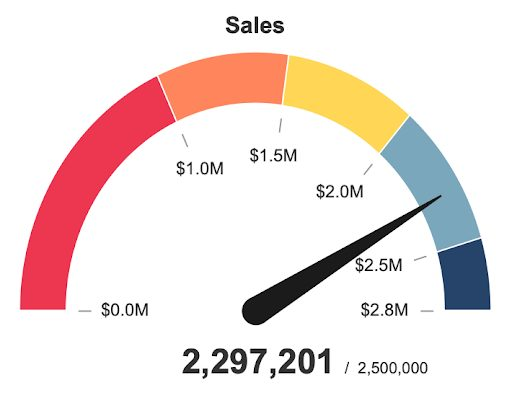 Sales
$1.0M
$1.5M
$2.0M
$2.5M
$0.0M
$2.8M
2,297,201 / 2,500,000